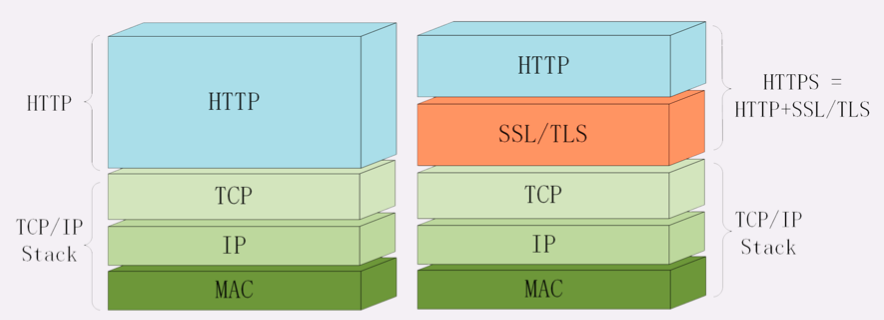 HTTP
HTTP
TCP
TCP/IP
Stack
IP
MAC
HTTP
SSL/TLS
HTTPS =
HTTP+SSL/TLS
TCP
IP
TCP/IP
Stack
MAC